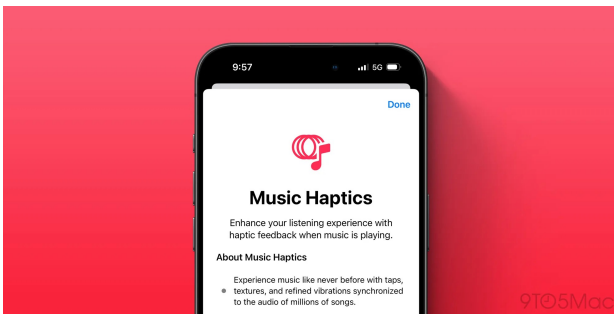 9:57
5G
Done
Music Haptics
Enhance your listening experience with
haptic feedback when music is playing.
About Music Haptics
Experience music like never before with taps,
textures, and refined vibrations synchronized
to the audio of millions of songs.
9TO5Mac